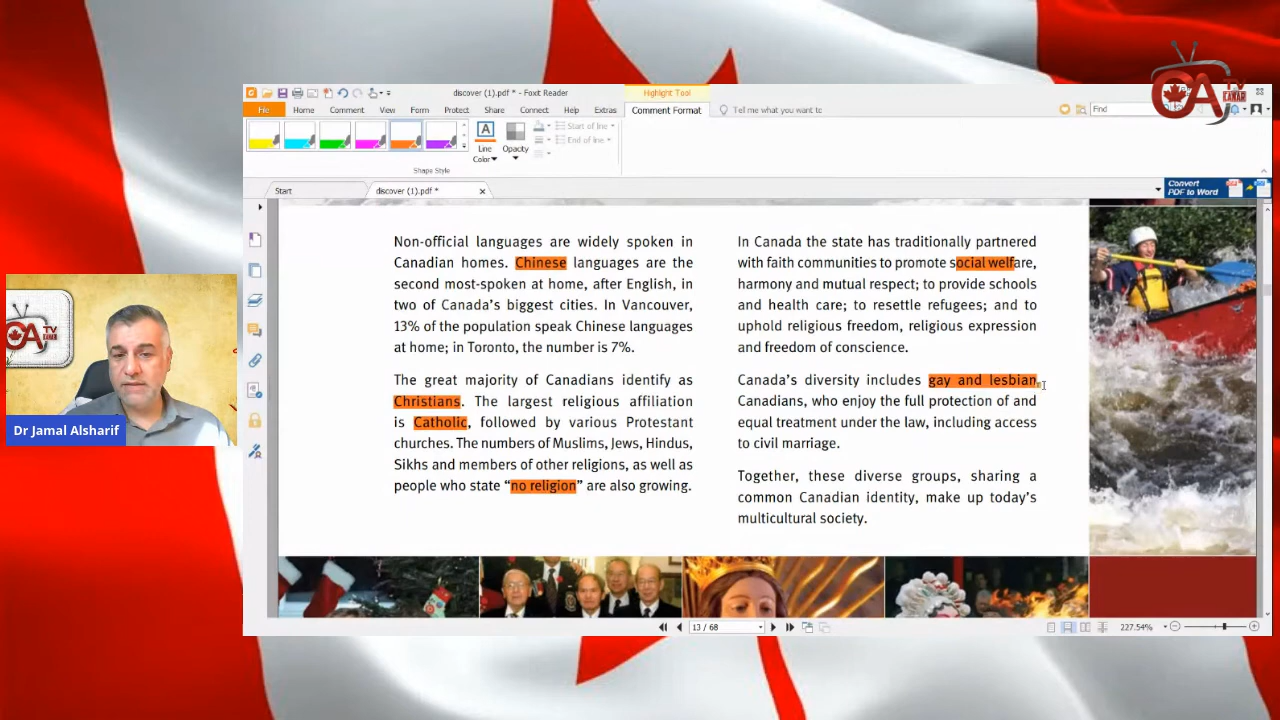 discover (1).pdf * - Foxit Reader
Highlight Tool
File
Home
Comment
View
Form
Protect
Share
Connect
Help
Extras
Comment Format
Tell me what you want to
Find
Line
Color
Opacity
Start of line
End of line
Shape Style
Start
discover (1).pdf *
Convert
PDF to Word
Non-official languages are widely spoken in
Canadian homes. Chinese languages are the
second most-spoken at home, after English, in
two of Canada's biggest cities. In Vancouver,
13% of the population speak Chinese languages
at home; in Toronto, the number is 7%.
The great majority of Canadians identify as
Christians. The largest religious affiliation
is Catholic, followed by various Protestant
churches. The numbers of Muslims, Jews, Hindus,
Sikhs and members of other religions, as well as
people who state “no religion” are also growing.
In Canada the state has traditionally partnered
with faith communities to promote social welfare,
harmony and mutual respect; to provide schools
and health care; to resettle refugees; and to
uphold religious freedom, religious expression
and freedom of conscience.
Canada's diversity includes gay and lesbian
Canadians, who enjoy the full protection of and
equal treatment under the law, including access
to civil marriage.
Together, these diverse groups, sharing a
common Canadian identity, make up today's
multicultural society.
Dr Jamal Alsharif
13 / 68
227.54%
CA TV
KANAR